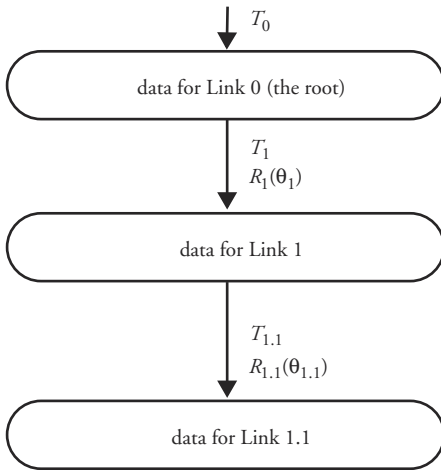 T₀
data for Link 0 (the root)
T₁
R₁(θ₁)
data for Link 1
T₁.₁
R₁.₁(θ₁.₁)
data for Link 1.1